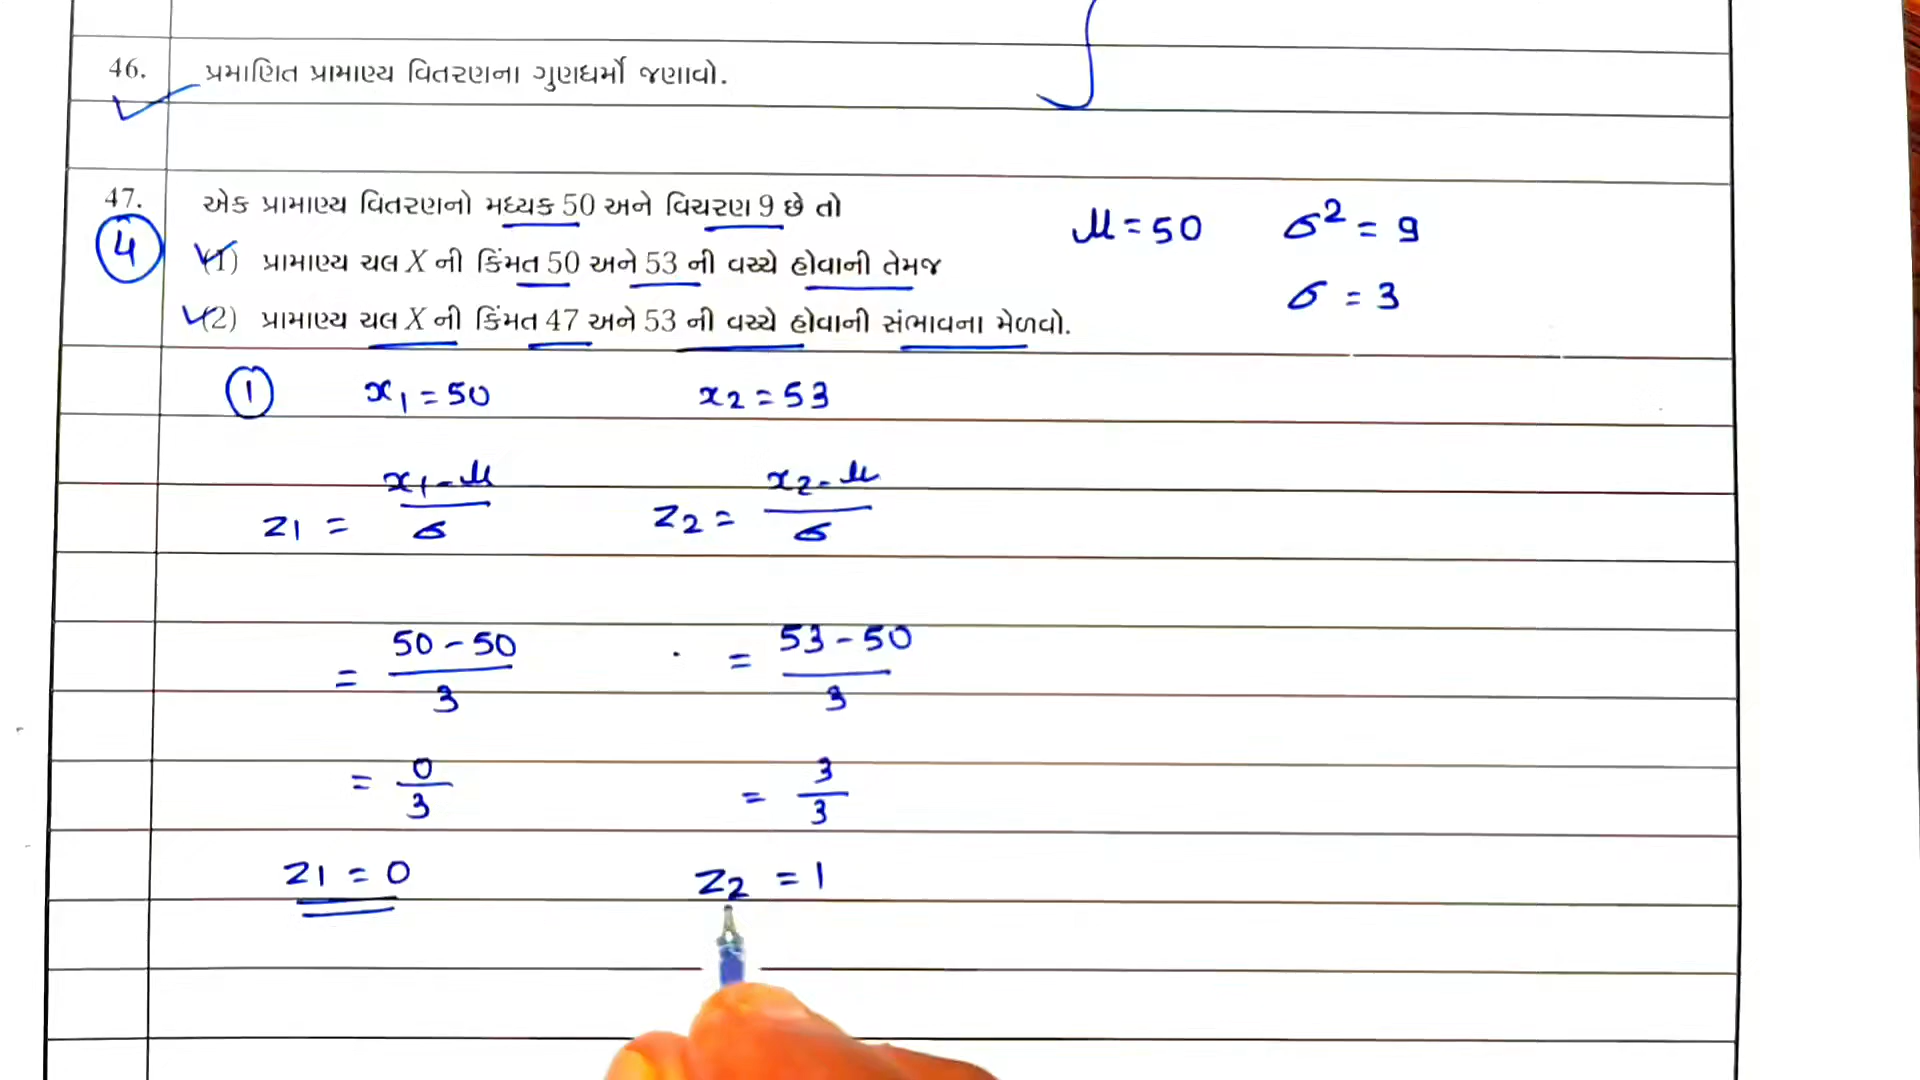 46. પ્રમાણિત પ્રામાણ્ય વિતરણના ગુણધર્મો જણાવો.
47. એક પ્રામાણ્ય વિતરણનો મધ્યક 50 અને વિચરણ 9 છે તો
μ = 50 σ² = 9
4
(1) પ્રામાણ્ય ચલ X ની કિંમત 50 અને 53 ની વચ્ચે હોવાની તેમજ
σ = 3
(2) પ્રામાણ્ય ચલ X ની કિંમત 47 અને 53 ની વચ્ચે હોવાની સંભાવના મેળવો.
1 x₁ = 50 x₂ = 53
z₁ = (x₁ - μ)/σ z₂ = (x₂ - μ)/σ
= (50 - 50)/3 = (53 - 50)/3
= 0/3 = 3/3
z₁ = 0 z₂ = 1